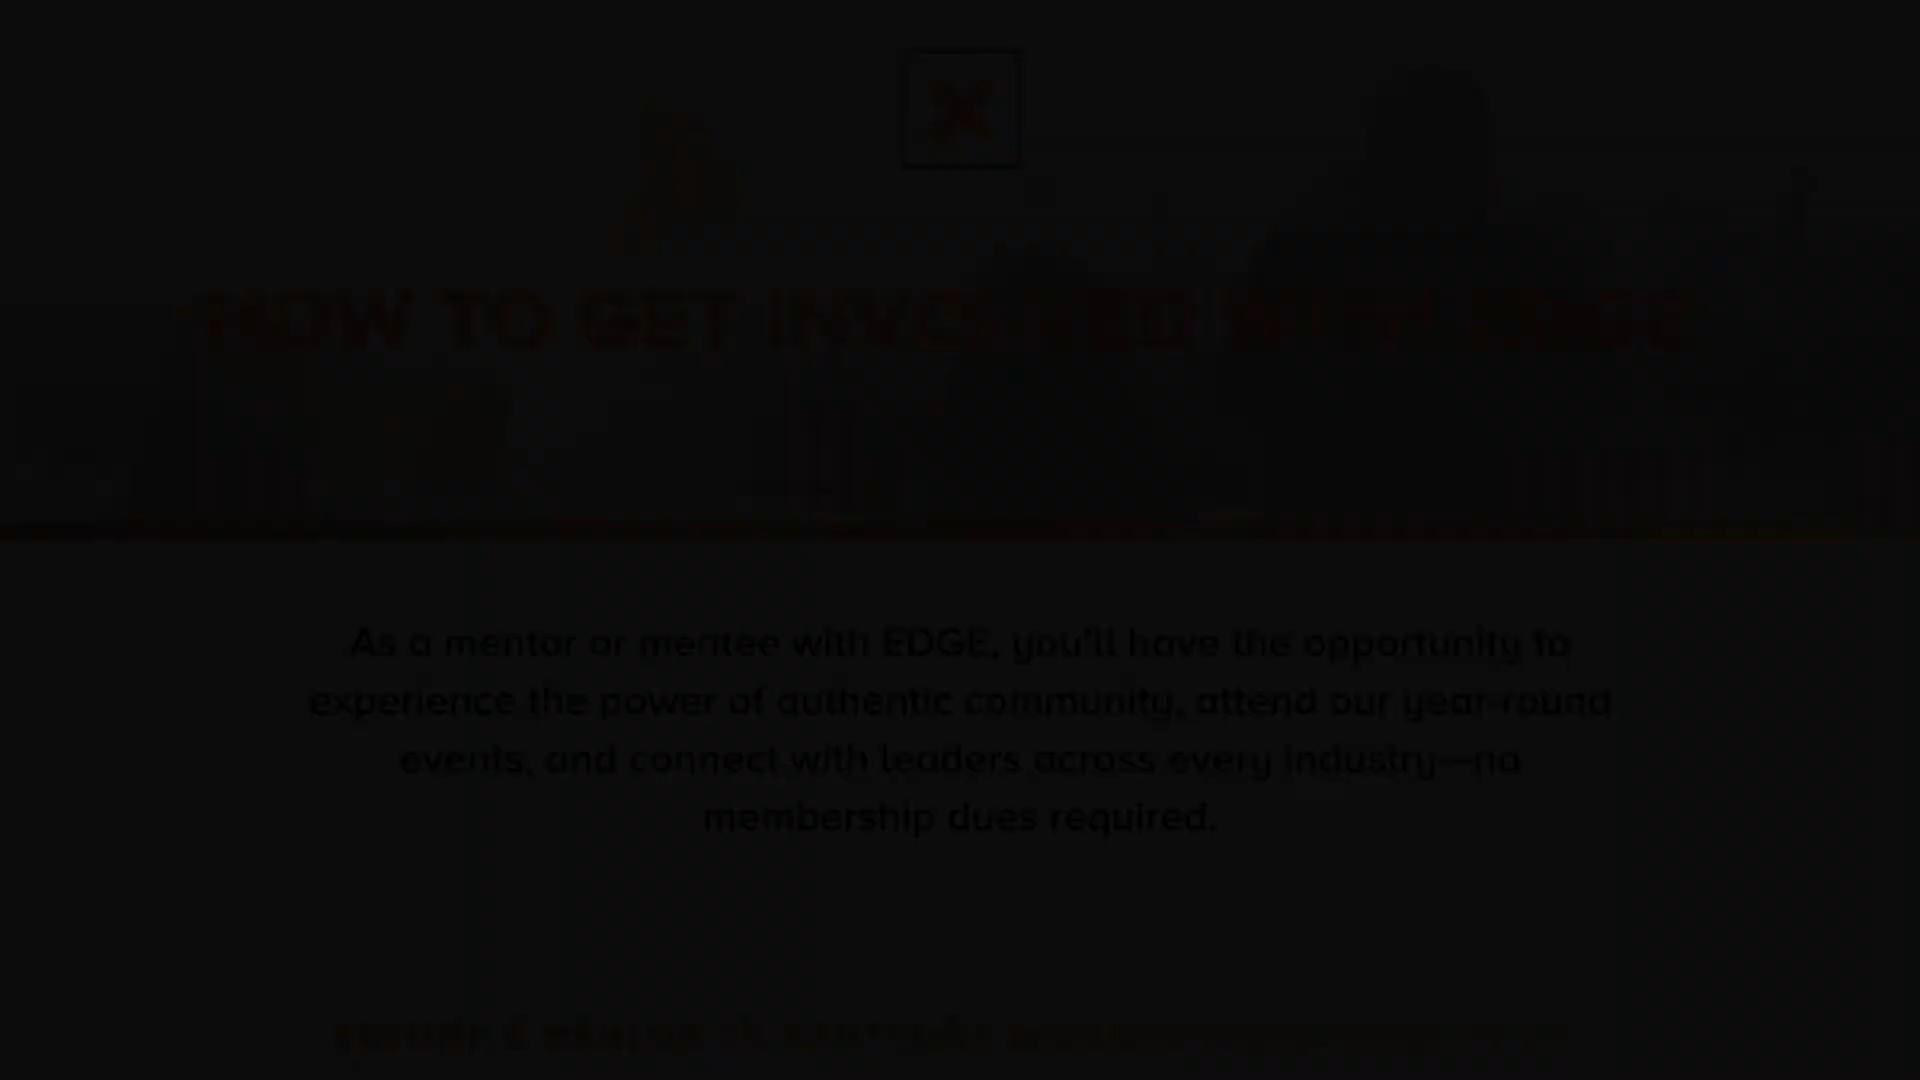 HOW TO GET INVOLVED WITH EDGE
As a mentor or mentee with EDGE, you'll have the opportunity to
experience the power of authentic community, attend our year-round
events, and connect with leaders across every industry—no
membership dues required.